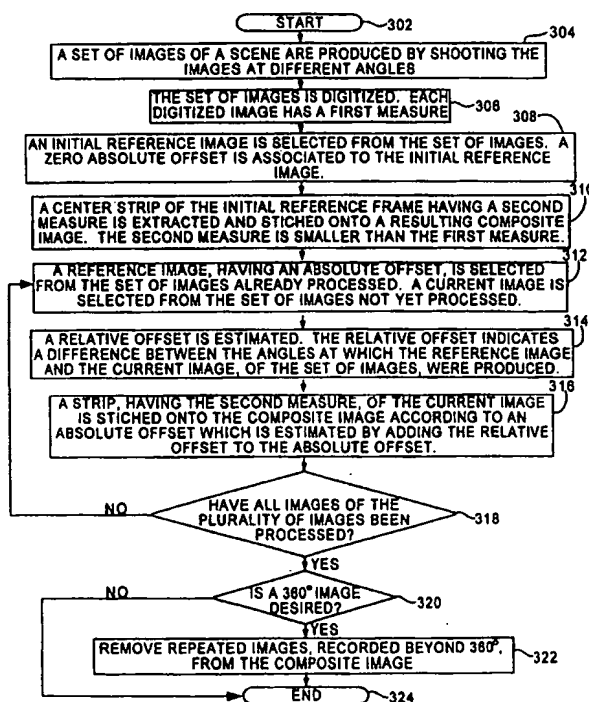 START
302
304
A SET OF IMAGES OF A SCENE ARE PRODUCED BY SHOOTING THE
IMAGES AT DIFFERENT ANGLES
THE SET OF IMAGES IS DIGITIZED. EACH
DIGITIZED IMAGE HAS A FIRST MEASURE
306
308
AN INITIAL REFERENCE IMAGE IS SELECTED FROM THE SET OF IMAGES. A
ZERO ABSOLUTE OFFSET IS ASSOCIATED TO THE INITIAL REFERENCE
IMAGE.
310
A CENTER STRIP OF THE INITIAL REFERENCE FRAME HAVING A SECOND
MEASURE IS EXTRACTED AND STICHED ONTO A RESULTING COMPOSITE
IMAGE. THE SECOND MEASURE IS SMALLER THAN THE FIRST MEASURE.
312
A REFERENCE IMAGE, HAVING AN ABSOLUTE OFFSET, IS SELECTED
FROM THE SET OF IMAGES ALREADY PROCESSED. A CURRENT IMAGE IS
SELECTED FROM THE SET OF IMAGES NOT YET PROCESSED.
314
A RELATIVE OFFSET IS ESTIMATED. THE RELATIVE OFFSET INDICATES
A DIFFERENCE BETWEEN THE ANGLES AT WHICH THE REFERENCE IMAGE
AND THE CURRENT IMAGE, OF THE SET OF IMAGES, WERE PRODUCED.
316
A STRIP, HAVING THE SECOND MEASURE, OF THE CURRENT IMAGE
IS STICHED ONTO THE COMPOSITE IMAGE ACCORDING TO AN
ABSOLUTE OFFSET WHICH IS ESTIMATED BY ADDING THE RELATIVE
OFFSET TO THE ABSOLUTE OFFSET.
NO
HAVE ALL IMAGES OF THE
PLURALITY OF IMAGES BEEN
PROCESSED?
318
YES
NO
IS A 360° IMAGE
DESIRED?
320
YES
REMOVE REPEATED IMAGES, RECORDED BEYOND 360°,
FROM THE COMPOSITE IMAGE
322
END
324